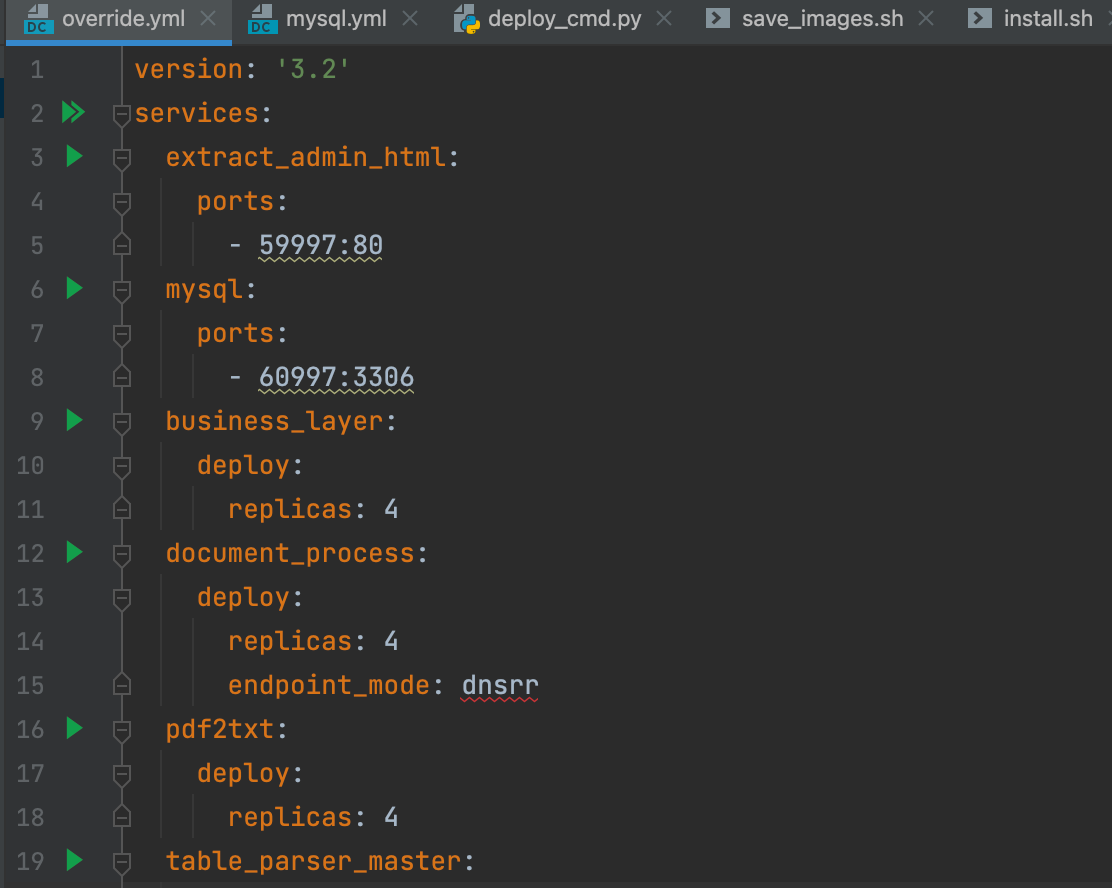 DC override.yml DC mysql.yml deploy_cmd.py save_images.sh install.sh
1 version: '3.2'
2 services:
3 extract_admin_html:
4 ports:
5 - 59997:80
6 mysql:
7 ports:
8 - 60997:3306
9 business_layer:
10 deploy:
11 replicas: 4
12 document_process:
13 deploy:
14 replicas: 4
15 endpoint_mode: dnsrr
16 pdf2txt:
17 deploy:
18 replicas: 4
19 table_parser_master: